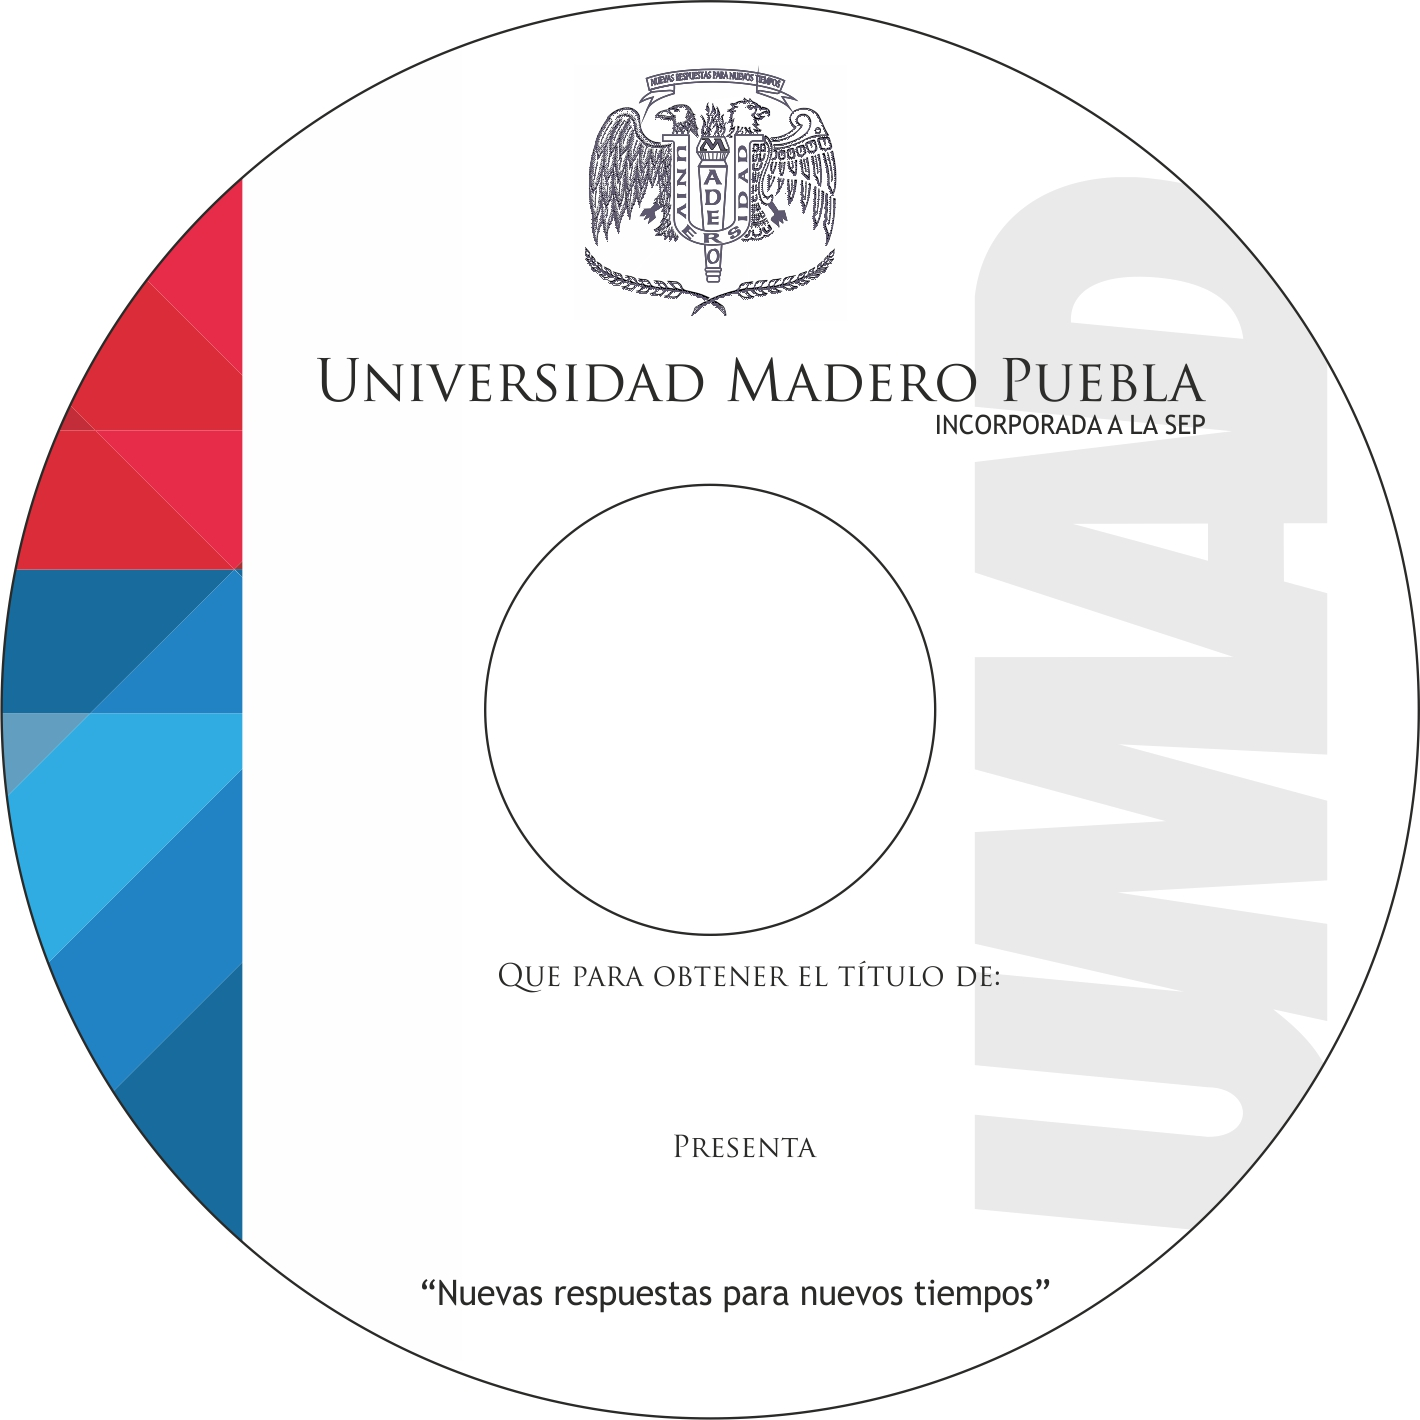 NUEVAS RESPUESTAS PARA NUEVOS TIEMPOS
UNIVERSIDAD
MADERO
UNIVERSIDAD MADERO PUEBLA
INCORPORADA A LA SEP
UMAD
QUE PARA OBTENER EL TÍTULO DE:
PRESENTA
“Nuevas respuestas para nuevos tiempos”